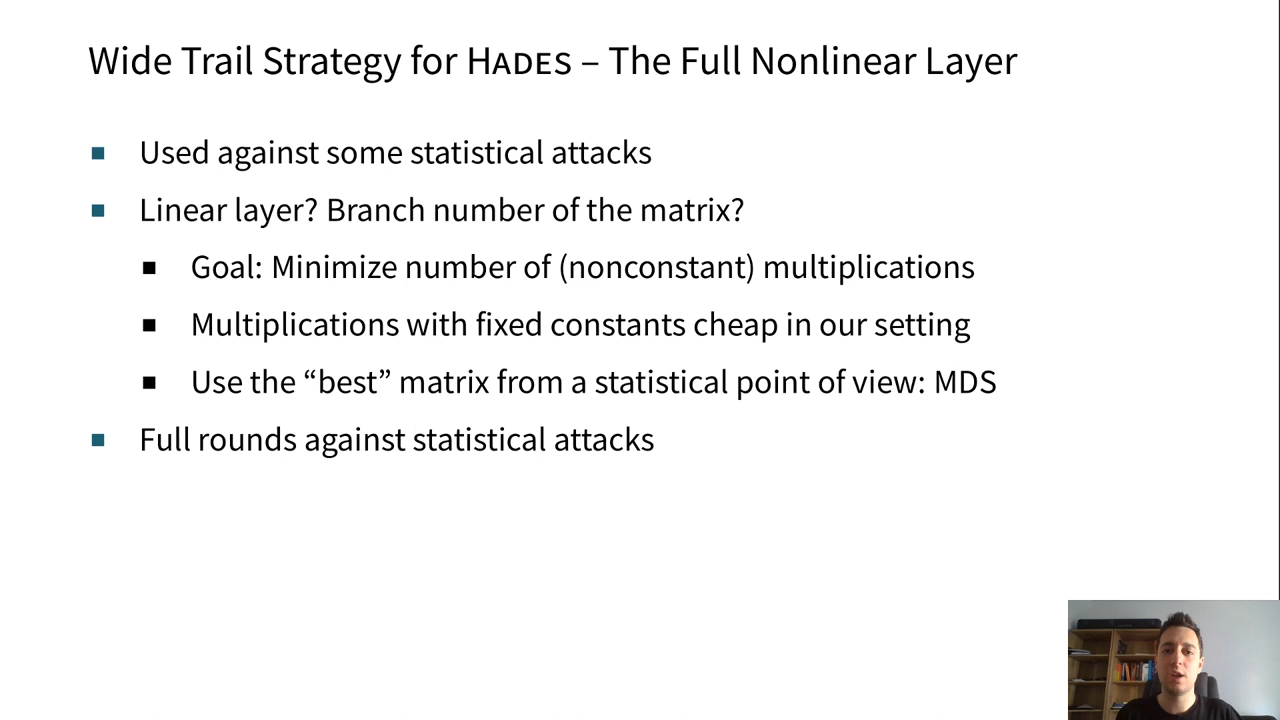 Wide Trail Strategy for HADES – The Full Nonlinear Layer
Used against some statistical attacks
Linear layer? Branch number of the matrix?
Goal: Minimize number of (nonconstant) multiplications
Multiplications with fixed constants cheap in our setting
Use the “best” matrix from a statistical point of view: MDS
Full rounds against statistical attacks